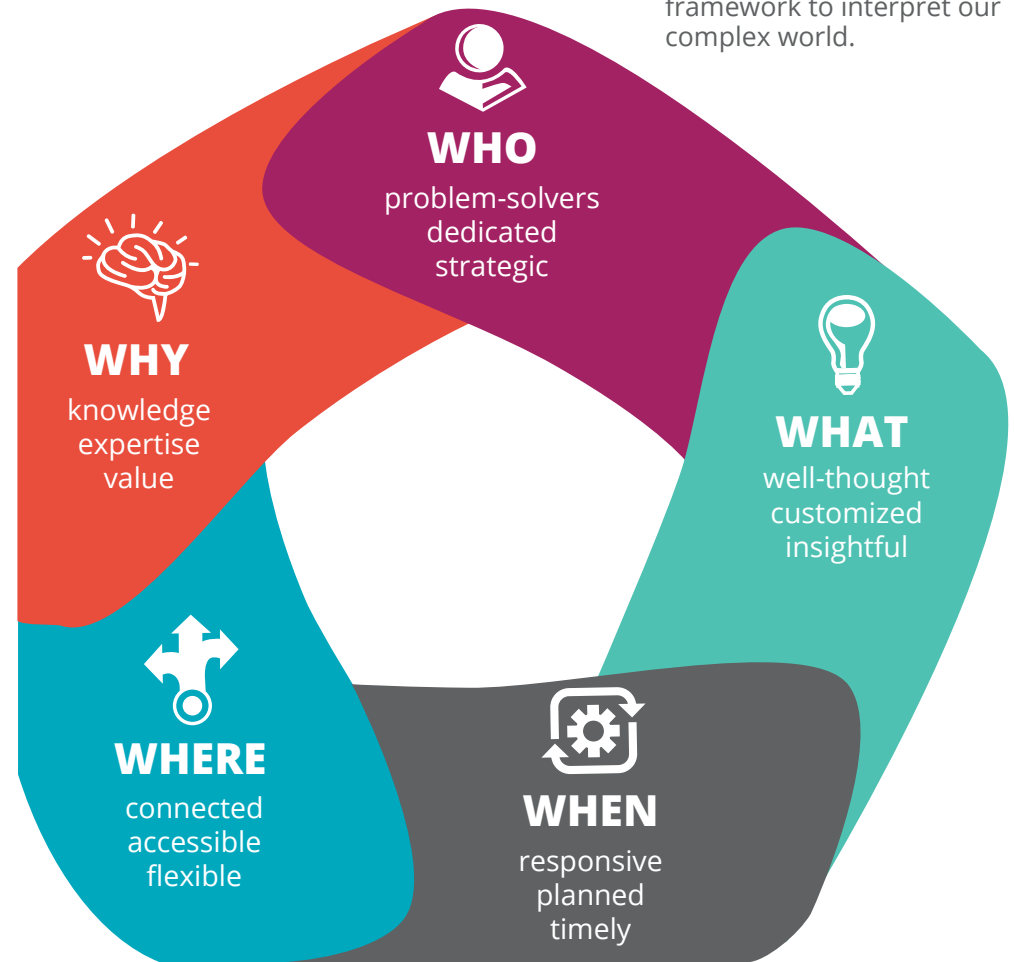 framework to interpret our
complex world.
WHO
problem-solvers
dedicated
strategic
WHY
knowledge
expertise
value
WHAT
well-thought
customized
insightful
WHERE
connected
accessible
flexible
WHEN
responsive
planned
timely